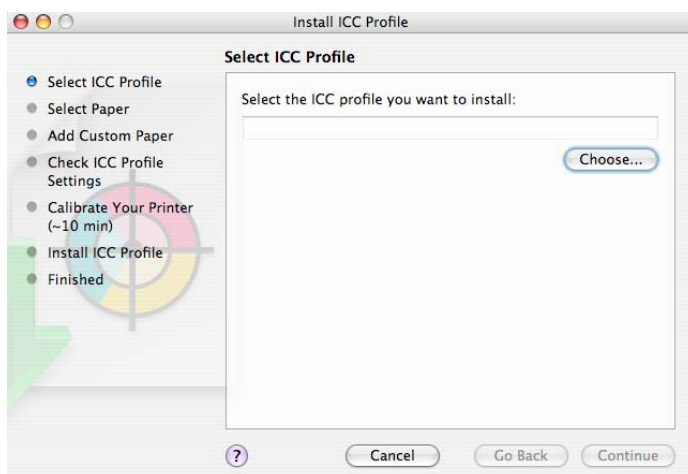 Install ICC Profile
Select ICC Profile
Select ICC Profile
Select Paper
Add Custom Paper
Check ICC Profile
Settings
Calibrate Your Printer
(~10 min)
Install ICC Profile
Finished
Select the ICC profile you want to install:
Choose...
?
Cancel
Go Back
Continue